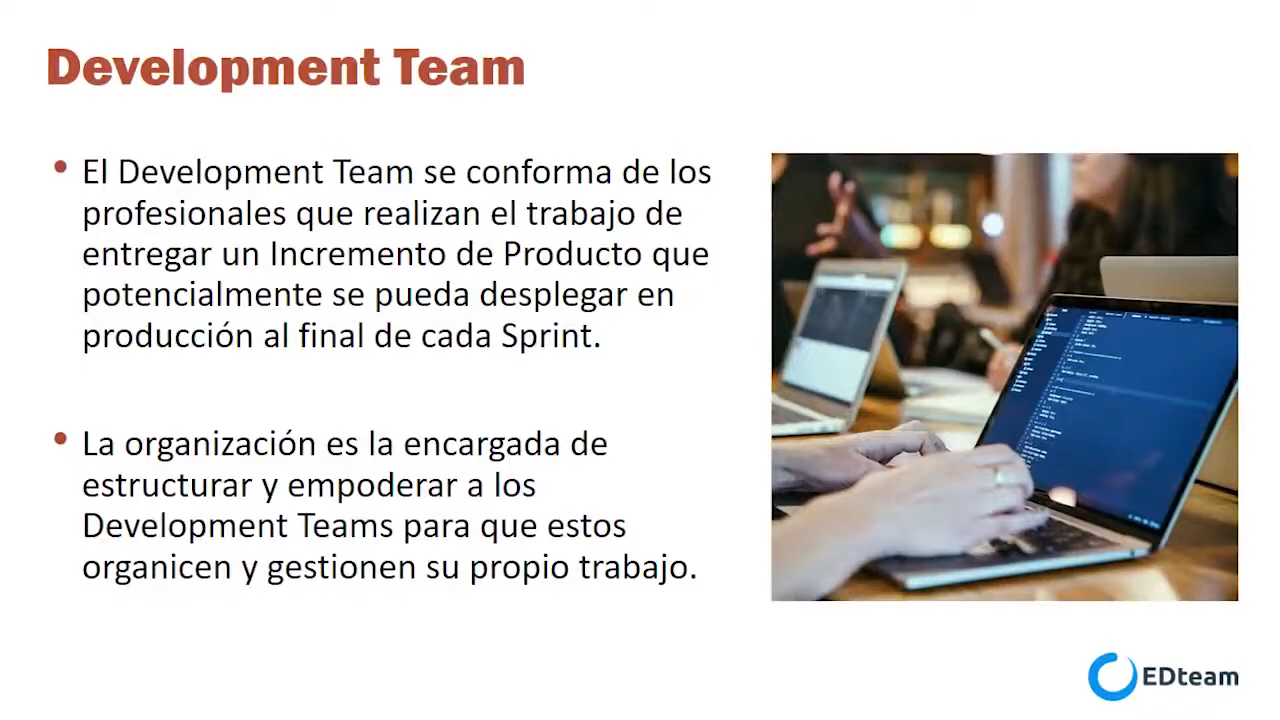 Development Team
• El Development Team se conforma de los
profesionales que realizan el trabajo de
entregar un Incremento de Producto que
potencialmente se pueda desplegar en
producción al final de cada Sprint.
• La organización es la encargada de
estructurar y empoderar a los
Development Teams para que estos
organicen y gestionen su propio trabajo.
EDteam